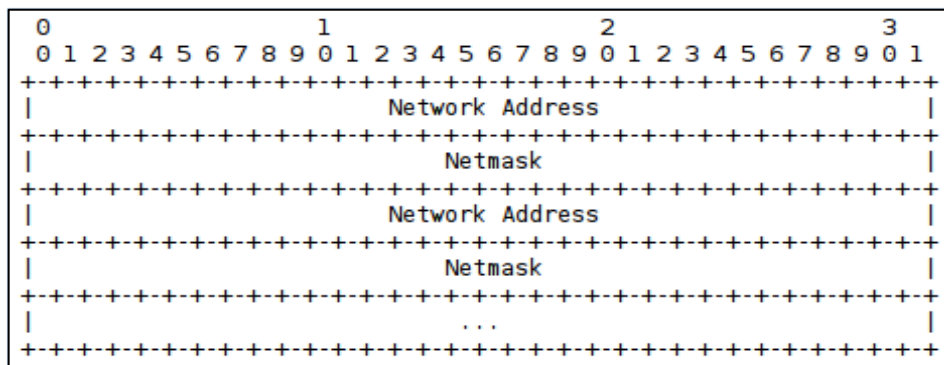 0                   1                   2                   3
0 1 2 3 4 5 6 7 8 9 0 1 2 3 4 5 6 7 8 9 0 1 2 3 4 5 6 7 8 9 0 1
+-+-+-+-+-+-+-+-+-+-+-+-+-+-+-+-+-+-+-+-+-+-+-+-+-+-+-+-+-+-+-+-+
|                         Network Address                       |
+-+-+-+-+-+-+-+-+-+-+-+-+-+-+-+-+-+-+-+-+-+-+-+-+-+-+-+-+-+-+-+-+
|                             Netmask                           |
+-+-+-+-+-+-+-+-+-+-+-+-+-+-+-+-+-+-+-+-+-+-+-+-+-+-+-+-+-+-+-+-+
|                         Network Address                       |
+-+-+-+-+-+-+-+-+-+-+-+-+-+-+-+-+-+-+-+-+-+-+-+-+-+-+-+-+-+-+-+-+
|                             Netmask                           |
+-+-+-+-+-+-+-+-+-+-+-+-+-+-+-+-+-+-+-+-+-+-+-+-+-+-+-+-+-+-+-+-+
|                              ...                              |
+-+-+-+-+-+-+-+-+-+-+-+-+-+-+-+-+-+-+-+-+-+-+-+-+-+-+-+-+-+-+-+-+